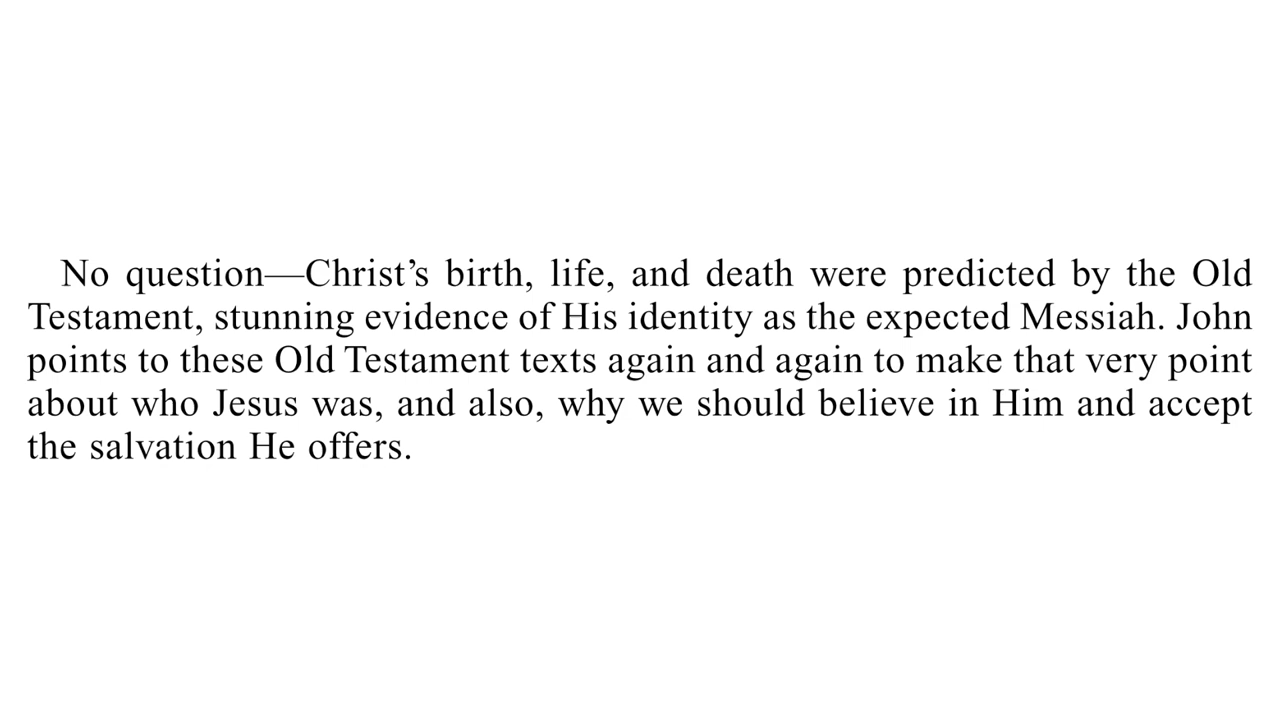 No question—Christ’s birth, life, and death were predicted by the Old
Testament, stunning evidence of His identity as the expected Messiah. John
points to these Old Testament texts again and again to make that very point
about who Jesus was, and also, why we should believe in Him and accept
the salvation He offers.